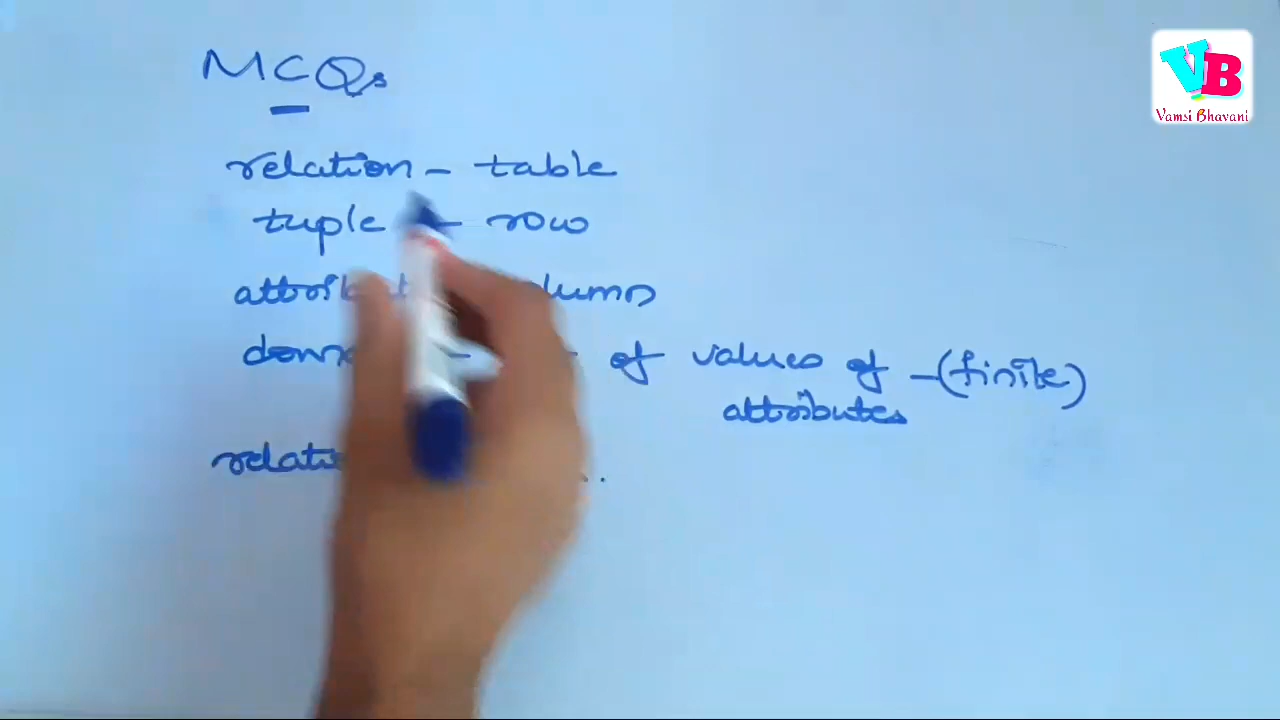 MCQs
relation - table
tuple - row
of values of - (finite)
attributes
VB
Vamsi Bhavani